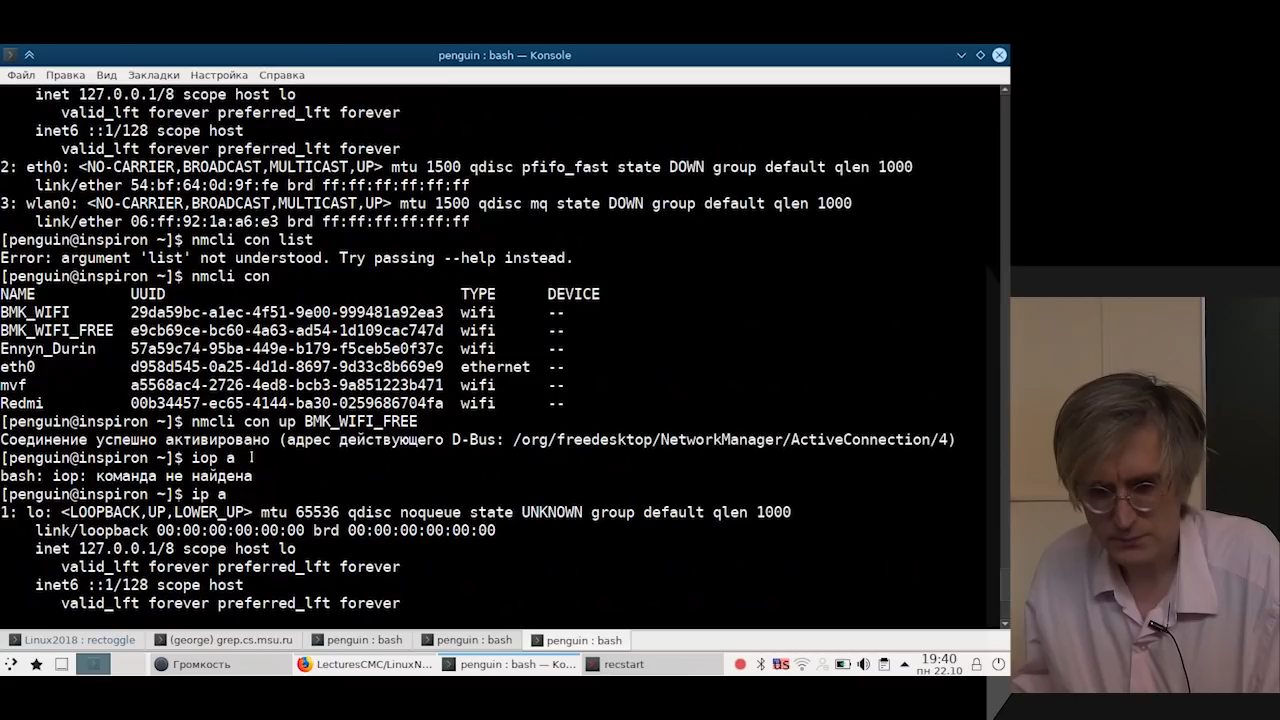 penguin : bash — Konsole
Файл Правка Вид Закладки Настройка Справка
inet 127.0.0.1/8 scope host lo
valid_lft forever preferred_lft forever
inet6 ::1/128 scope host
valid_lft forever preferred_lft forever
2: eth0: <NO-CARRIER,BROADCAST,MULTICAST,UP> mtu 1500 qdisc pfifo_fast state DOWN group default qlen 1000
link/ether 54:bf:64:0d:9f:fe brd ff:ff:ff:ff:ff:ff
3: wlan0: <NO-CARRIER,BROADCAST,MULTICAST,UP> mtu 1500 qdisc mq state DOWN group default qlen 1000
link/ether 06:ff:92:1a:a6:e3 brd ff:ff:ff:ff:ff:ff
[penguin@inspiron ~]$ nmcli con list
Error: argument 'list' not understood. Try passing --help instead.
[penguin@inspiron ~]$ nmcli con
NAME UUID TYPE DEVICE
BMK_WIFI 29da59bc-a1ec-4f51-9e00-999481a92ea3 wifi --
BMK_WIFI_FREE e9cb69ce-bc60-4a63-ad54-1d109cac747d wifi --
Ennyn_Durin 57a59c74-95ba-449e-b179-f5ceb5e0f37c wifi --
eth0 d958d545-0a25-4d1d-8697-9d33c8b669e9 ethernet --
mvf a5568ac4-2726-4ed8-bcb3-9a851223b471 wifi --
Redmi 00b34457-ec65-4144-ba30-0259686704fa wifi --
[penguin@inspiron ~]$ nmcli con up BMK_WIFI_FREE
Соединение успешно активировано (адрес действующего D-Bus: /org/freedesktop/NetworkManager/ActiveConnection/4)
[penguin@inspiron ~]$ iop a
bash: iop: команда не найдена
[penguin@inspiron ~]$ ip a
1: lo: <LOOPBACK,UP,LOWER_UP> mtu 65536 qdisc noqueue state UNKNOWN group default qlen 1000
link/loopback 00:00:00:00:00:00 brd 00:00:00:00:00:00
inet 127.0.0.1/8 scope host lo
valid_lft forever preferred_lft forever
inet6 ::1/128 scope host
valid_lft forever preferred_lft forever
Linux2018 : rectoggle (george) grep.cs.msu.ru penguin : bash penguin : bash penguin : bash
Громкость LecturesCMC/LinuxN... penguin : bash — Ko... recstart US 19:40
пн 22.10